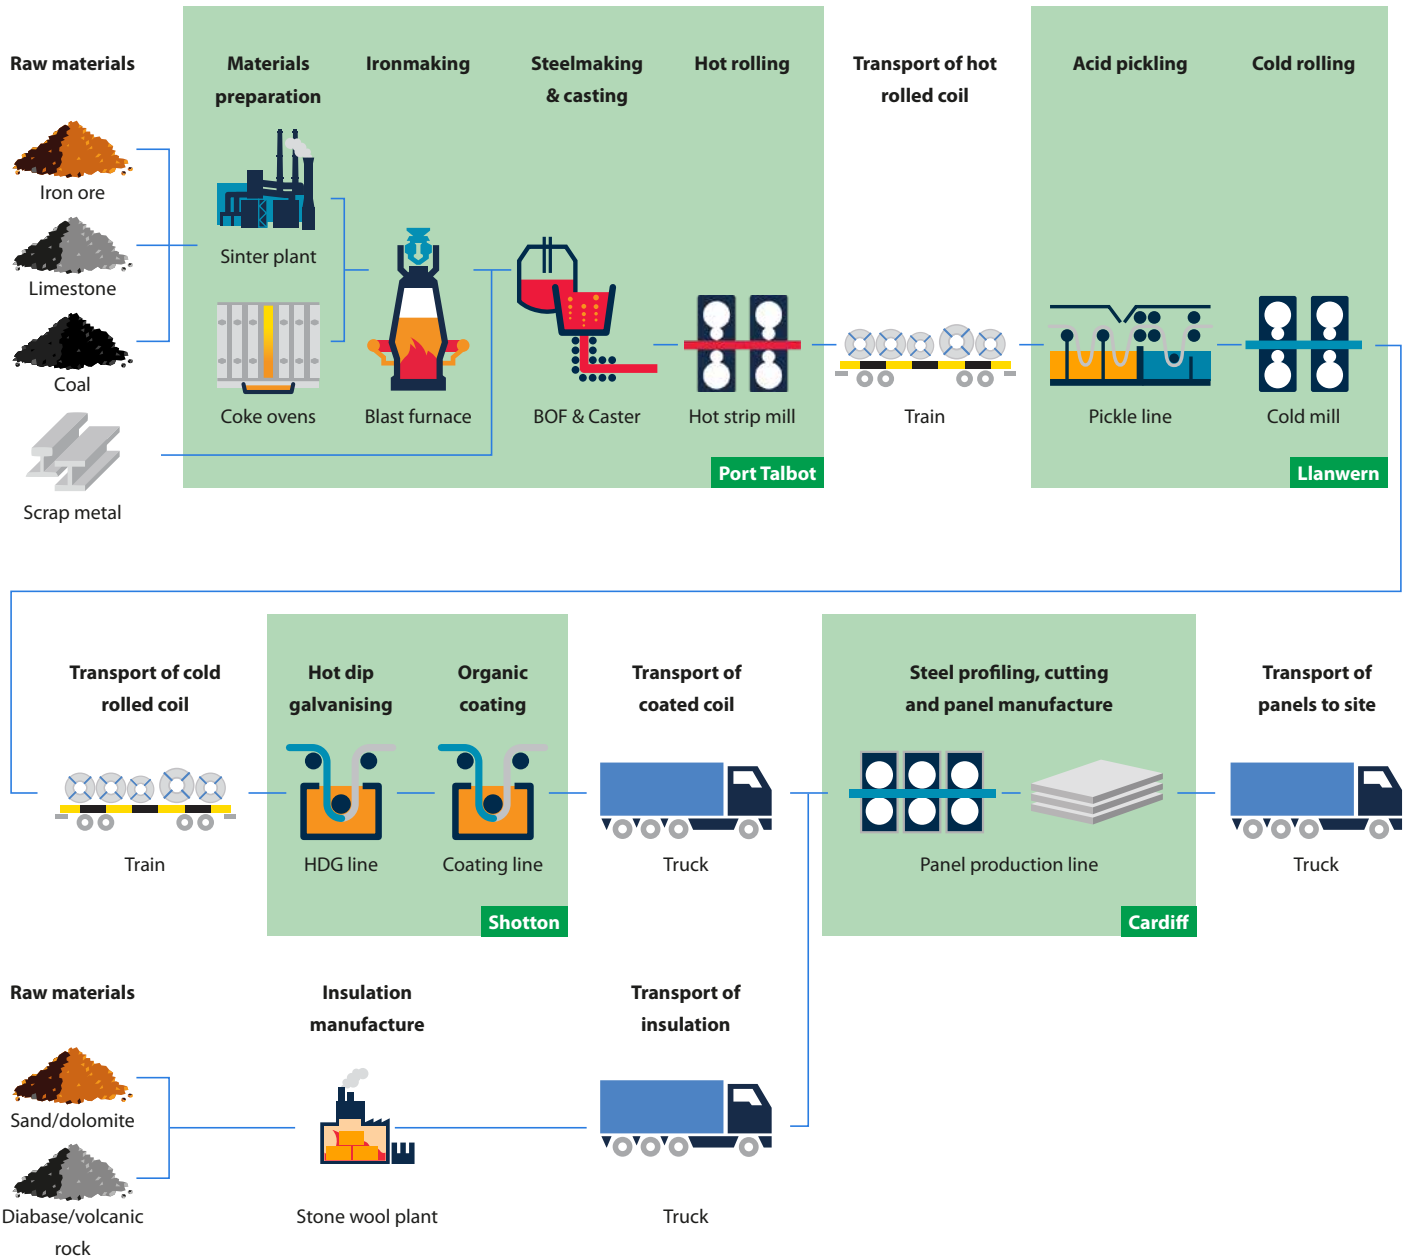 Raw materials
Materials
preparation
Ironmaking
Steelmaking
& casting
Hot rolling
Transport of hot
rolled coil
Acid pickling
Cold rolling
Iron ore
Limestone
Coal
Scrap metal
Sinter plant
Coke ovens
Blast furnace
BOF & Caster
Hot strip mill
Train
Pickle line
Cold mill
Port Talbot
Llanwern
Transport of cold
rolled coil
Hot dip
galvanising
Organic
coating
Transport of
coated coil
Steel profiling, cutting
and panel manufacture
Transport of
panels to site
Train
HDG line
Coating line
Truck
Panel production line
Truck
Shotton
Cardiff
Raw materials
Insulation
manufacture
Transport of
insulation
Sand/dolomite
Diabase/volcanic
rock
Stone wool plant
Truck